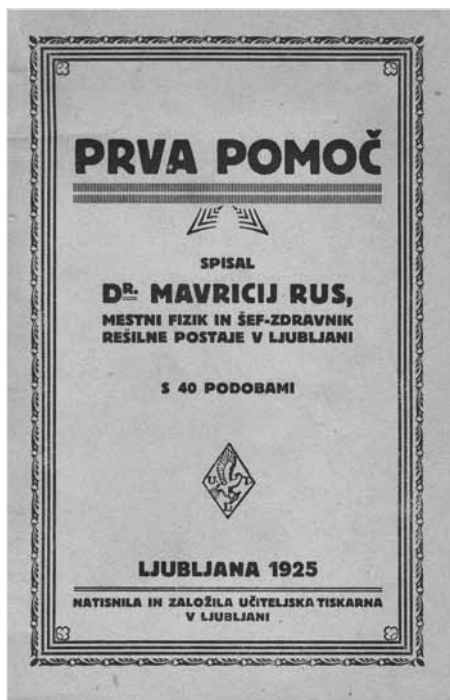 PRVA POMOČ
SPISAL
DR. MAVRICIJ RUS,
MESTNI FIZIK IN ŠEF-ZDRAVNIK
REŠILNE POSTAJE V LJUBLJANI
S 40 PODOBAMI
U T
L
LJUBLJANA 1925
NATISNILA IN ZALOŽILA UČITELJSKA TISKARNA
V LJUBLJANI